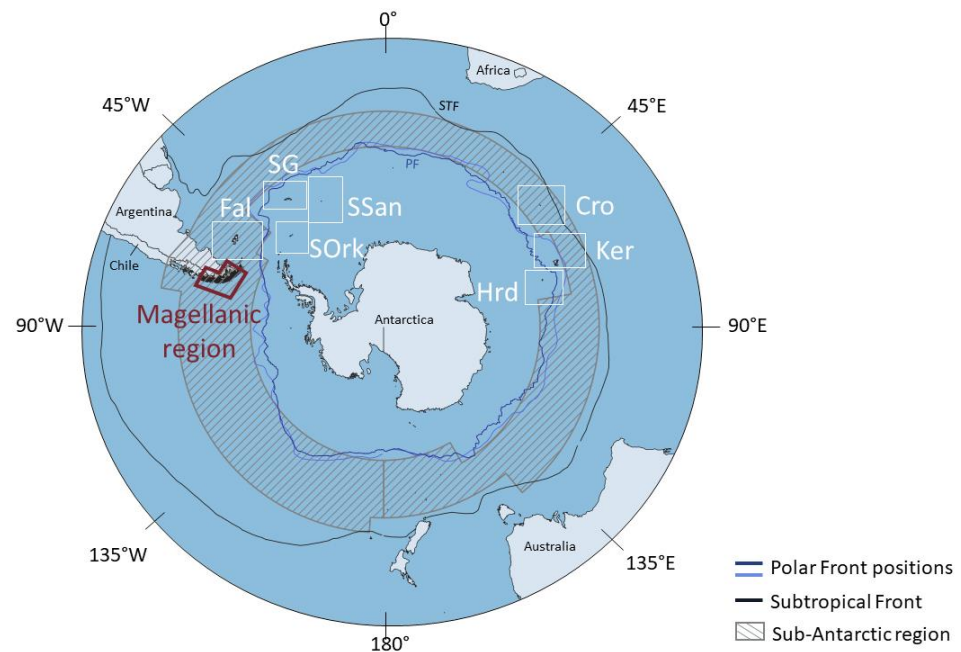 0°
Africa
45°W
STF
45°E
SG
PF
Argentina
Fal
SSan
Cro
SOrk
Ker
Chile
Hrd
Magellanic
region
90°W
Antarctica
90°E
135°W
Australia
135°E
180°
Polar Front positions
Subtropical Front
Sub-Antarctic region